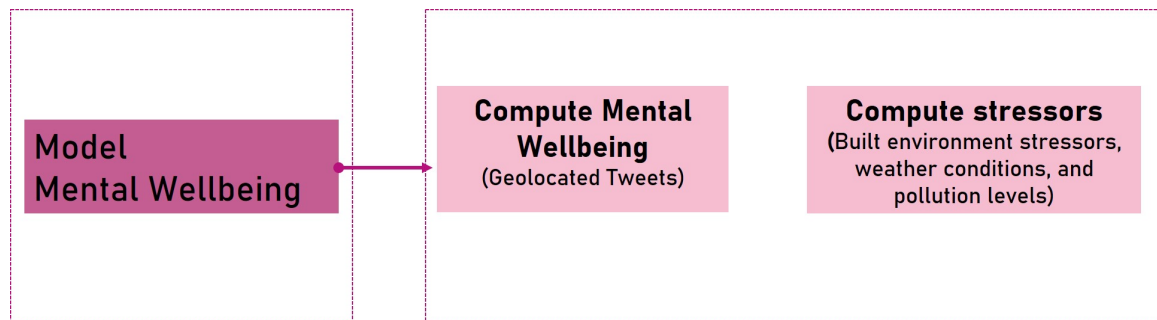 Model
Mental Wellbeing
Compute Mental
Wellbeing
(Geolocated Tweets)
Compute stressors
(Built environment stressors,
weather conditions, and
pollution levels)